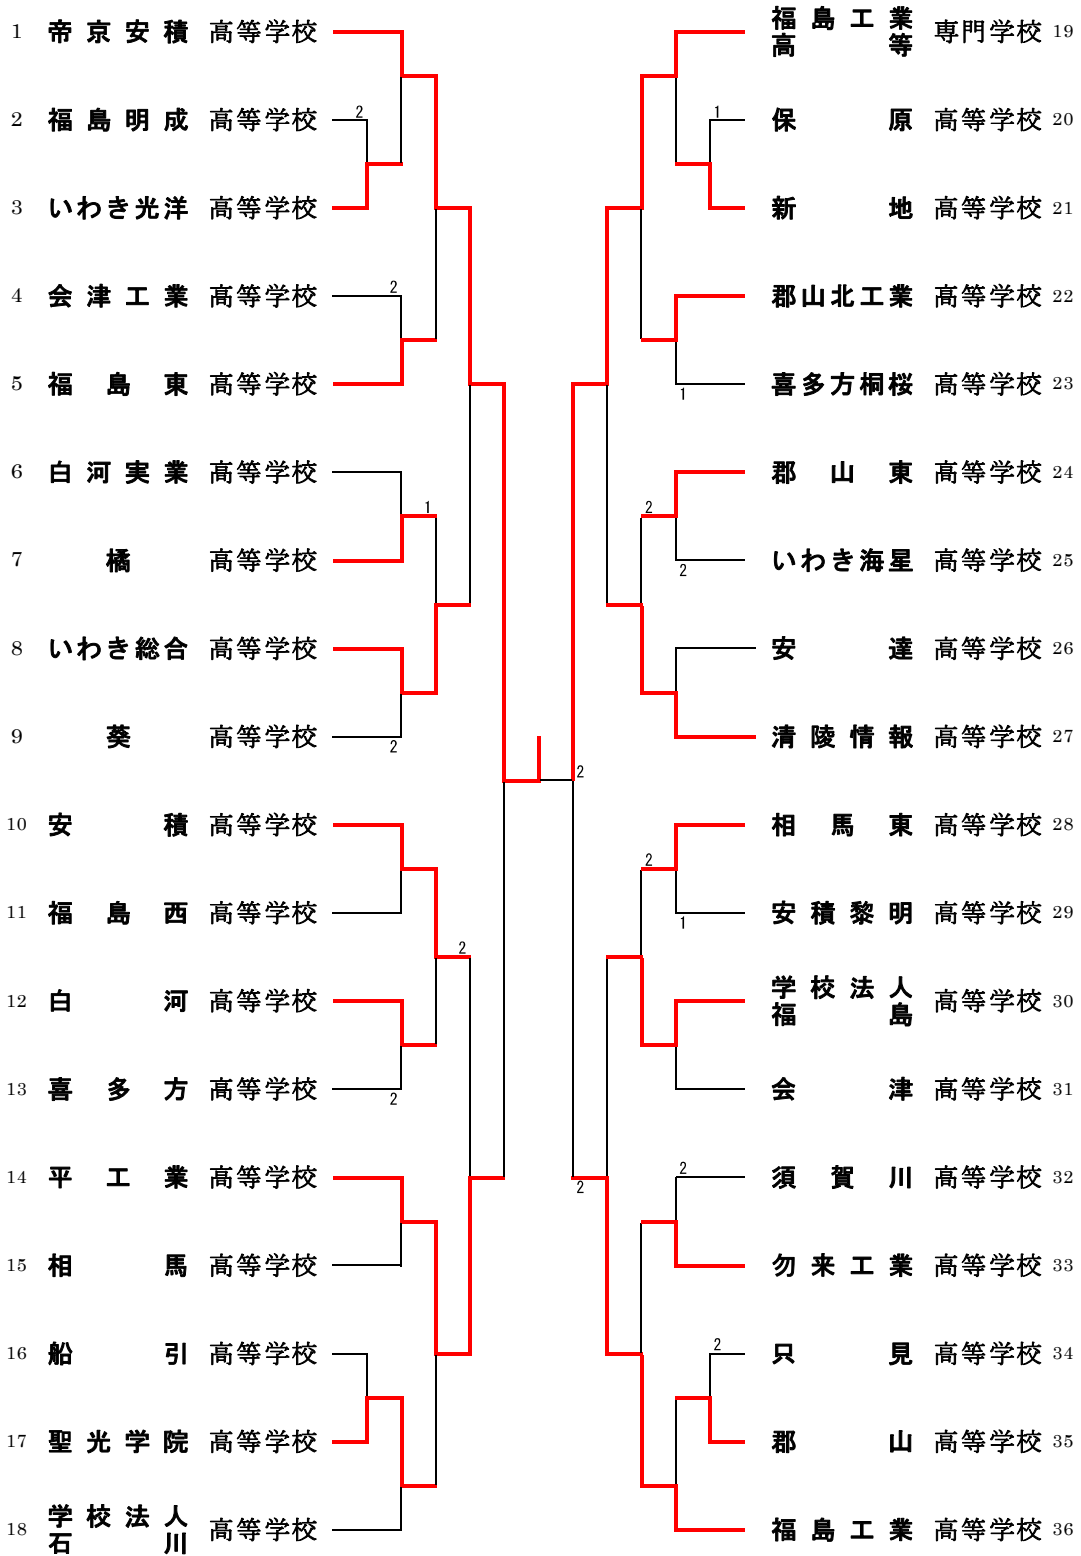 1 帝京安積 高等学校
2
2 福島明成 高等学校
3 いわき光洋 高等学校
2
4 会津工業 高等学校
5 福島東 高等学校
6 白河実業 高等学校
1
7 橘 高等学校
8 いわき総合 高等学校
9 葵 高等学校
2
10 安積 高等学校
11 福島西 高等学校
2
12 白河 高等学校
13 喜多方 高等学校
2
14 平工業 高等学校
15 相馬 高等学校
16 船引 高等学校
17 聖光学院 高等学校
18 学校法人石川 高等学校
福島工業高等 専門学校 19
1
保原 高等学校 20
新地 高等学校 21
郡山北工業 高等学校 22
喜多方桐桜 高等学校 23
1
郡山東 高等学校 24
2
いわき海星 高等学校 25
2
安達 高等学校 26
清陵情報 高等学校 27
2
相馬東 高等学校 28
2
安積黎明 高等学校 29
1
学校法人福島 高等学校 30
会津 高等学校 31
2
須賀川 高等学校 32
2
勿来工業 高等学校 33
2
只見 高等学校 34
郡山 高等学校 35
福島工業 高等学校 36